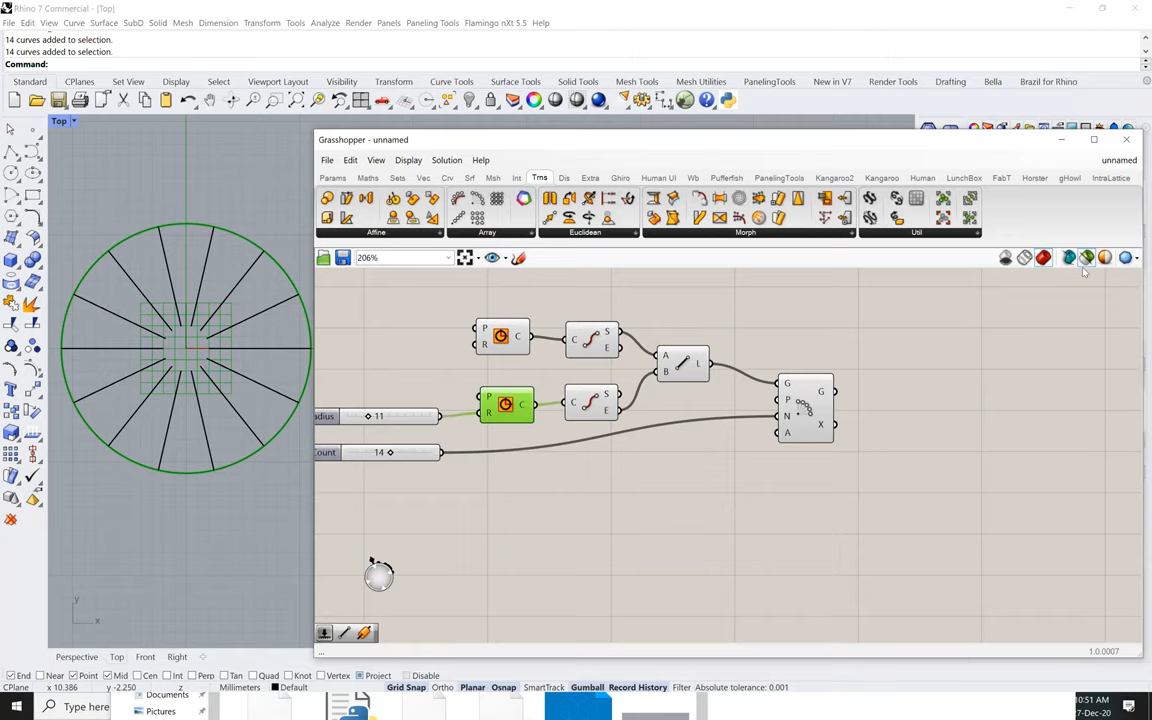 Rhino 7 Commercial - [Top]
File Edit View Curve Surface SubD Solid Mesh Dimension Transform Tools Analyze Render Panels Paneling Tools Flamingo nXt 5.5 Help
14 curves added to selection.
14 curves added to selection.
Command:
Standard CPlanes Set View Display Select Viewport Layout Visibility Transform Curve Tools Surface Tools Solid Tools Mesh Tools Mesh Utilities PanelingTools New in V7 Render Tools Drafting Bella Brazil for Rhino
Top
Grasshopper - unnamed
File Edit View Display Solution Help unnamed
Params Maths Sets Vec Crv Srf Msh Int Trns Dis Extra Ghiro Human UI Wb Pufferfish PanelingTools Kangaroo2 Kangaroo Human LunchBox FabT Horster gHowl IntraLattice
Affine Array Euclidean Morph Util
206%
P R C
C S E
A B L
G P N A G X
P R C
C S E
adius 11
Count 14
y
x
...
1.0.0007
Perspective Top Front Right
End Near Point Mid Cen Int Perp Tan Quad Knot Vertex Project Disable
CPlane x 10.386 y -2.250 z Millimeters Default Grid Snap Ortho Planar Osnap SmartTrack Gumball Record History Filter Absolute tolerance: 0.001
Type here
Documents
Pictures
10:51 AM
7-Dec-20